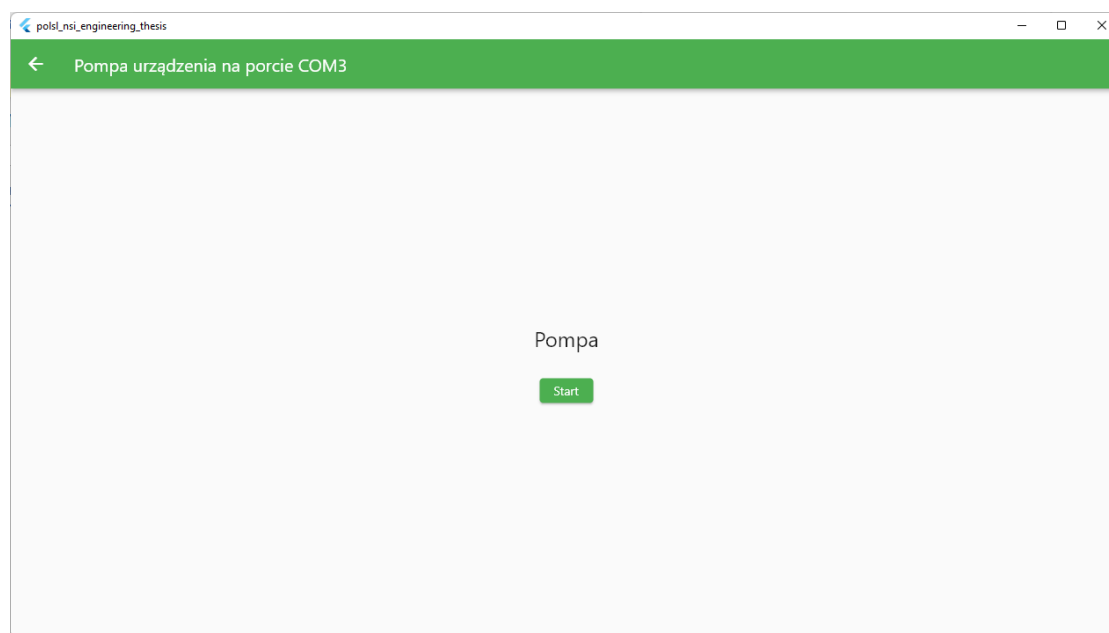 polsl_nsi_engineering_thesis
Pompa urządzenia na porcie COM3
Pompa
Start